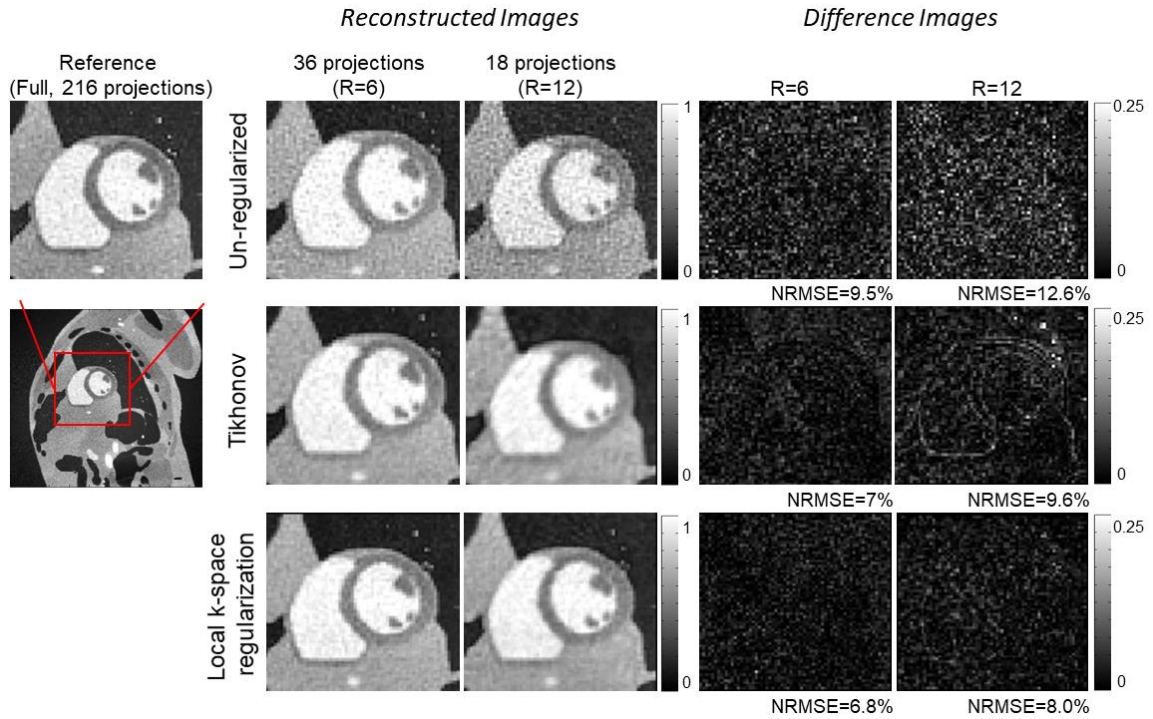 Reconstructed Images
Difference Images
Reference
(Full, 216 projections)
36 projections
(R=6)
18 projections
(R=12)
R=6
R=12
Un-regularized
1
0
0.25
0
NRMSE=9.5%
NRMSE=12.6%
Tikhonov
1
0
0.25
0
NRMSE=7%
NRMSE=9.6%
Local k-space
regularization
1
0
0.25
0
NRMSE=6.8%
NRMSE=8.0%